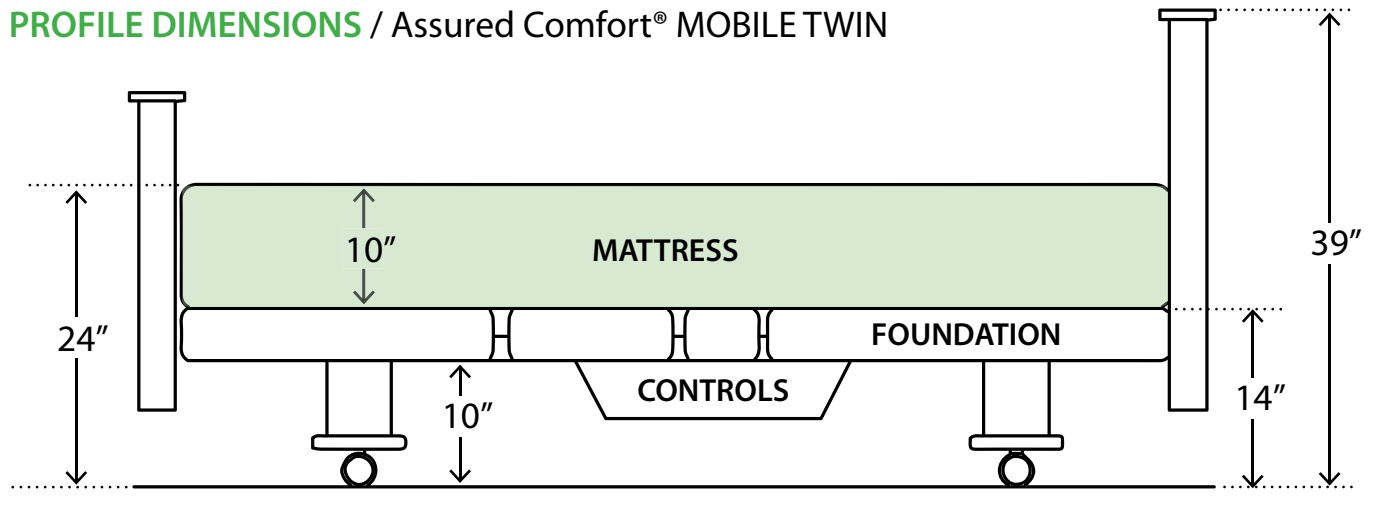 PROFILE DIMENSIONS / Assured Comfort® MOBILE TWIN
10”
MATTRESS
39”
24”
FOUNDATION
CONTROLS
10”
14”